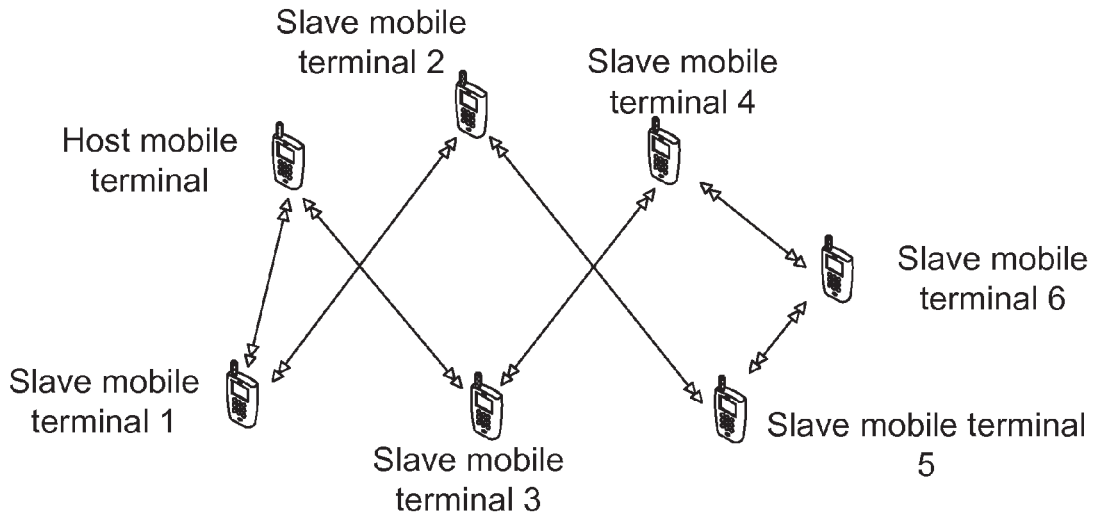 Slave mobile
terminal 2
Slave mobile
terminal 4
Host mobile
terminal
Slave mobile
terminal 6
Slave mobile
terminal 1
Slave mobile terminal
5
Slave mobile
terminal 3